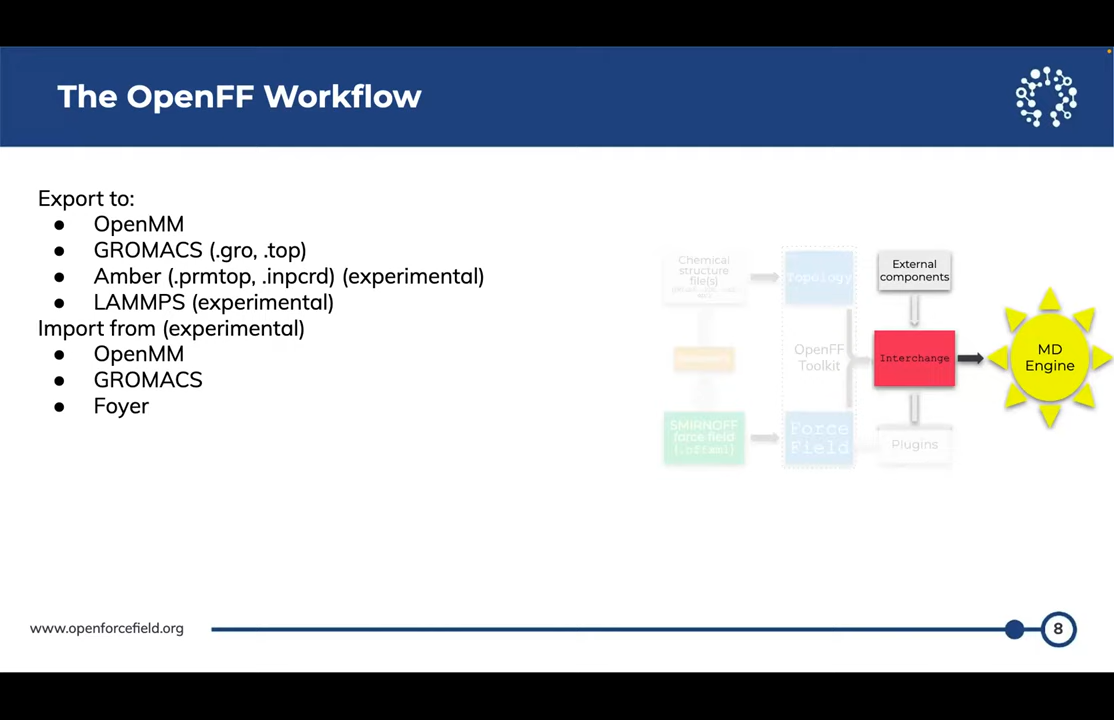 The OpenFF Workflow
Export to:
● OpenMM
● GROMACS (.gro, .top)
● Amber (.prmtop, .inpcrd) (experimental)
● LAMMPS (experimental)
Import from (experimental)
● OpenMM
● GROMACS
● Foyer
Chemical
structure
file(s)
Topology
OpenFF
Toolkit
SMIRNOFF
force field
Force
Field
External
components
Interchange
Plugins
MD
Engine
www.openforcefield.org
8